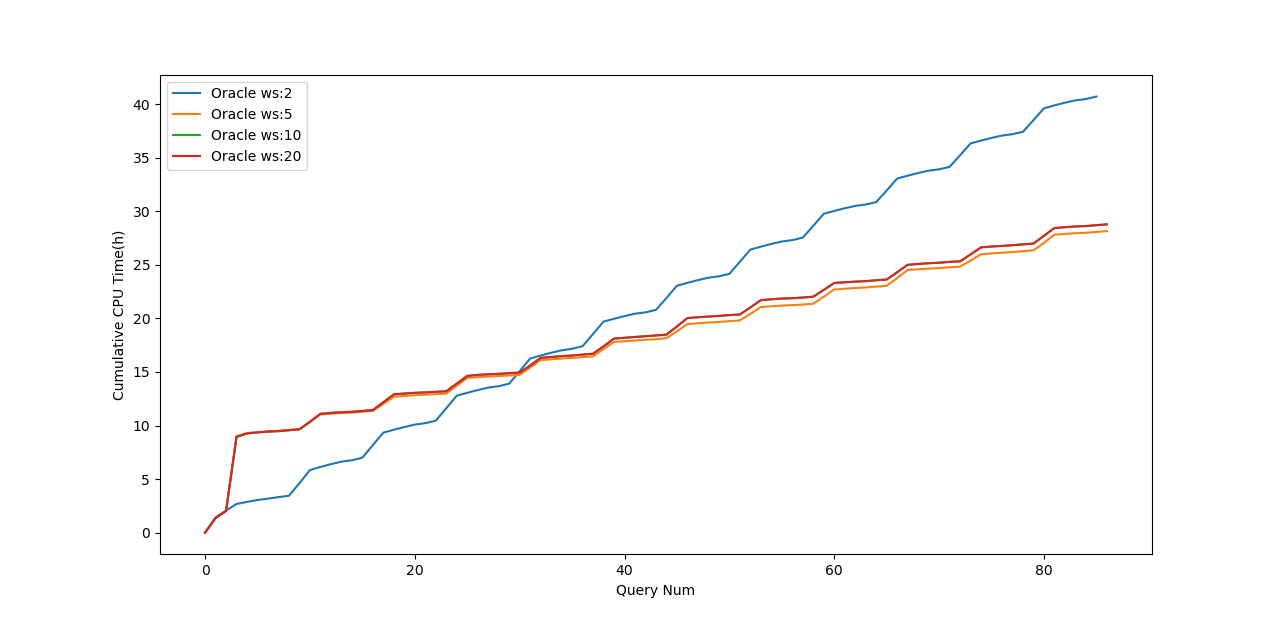 Oracle ws:2
Oracle ws:5
Oracle ws:10
Oracle ws:20
40
35
30
25
20
15
10
5
0
Cumulative CPU Time(h)
0 20 40 60 80
Query Num